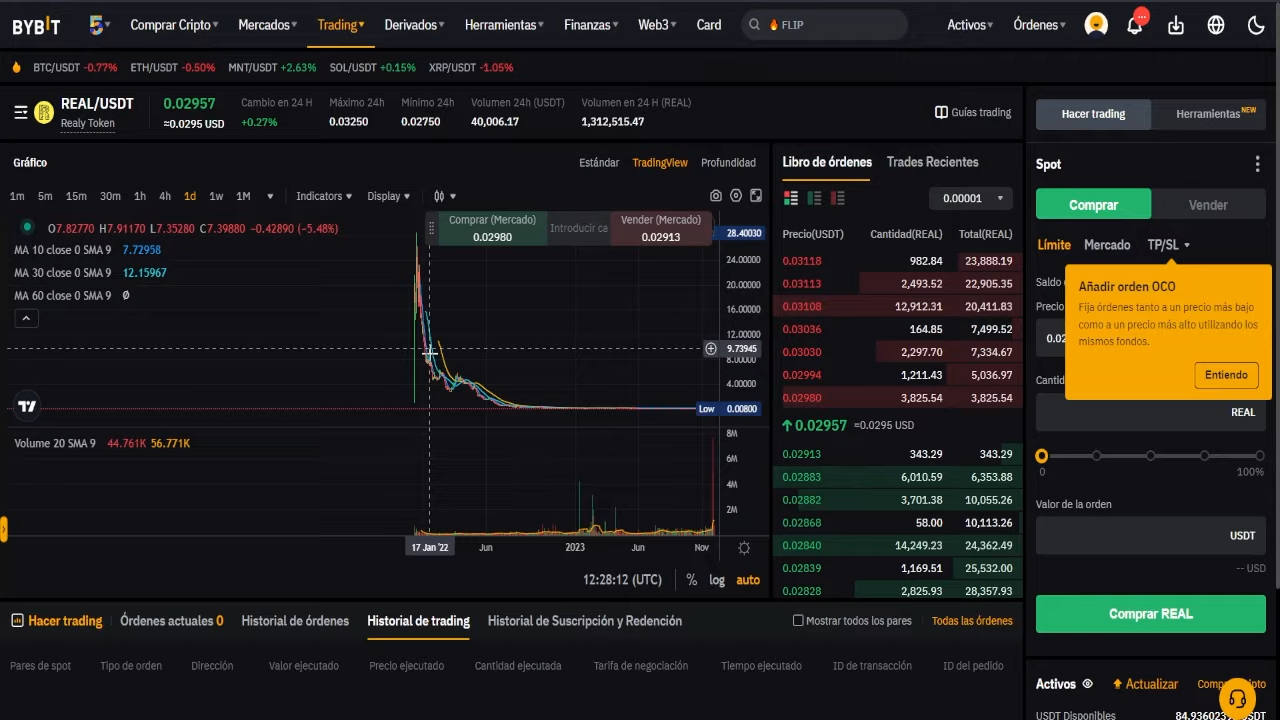 BYBIT Comprar Cripto Mercados Trading Derivados Herramientas Finanzas Web3 Card FLIP Activos Órdenes
BTC/USDT -0.77% ETH/USDT -0.50% MNT/USDT +2.63% SOL/USDT +0.15% XRP/USDT -1.05%
REAL/USDT 0.02957 Cambio en 24 H Máximo 24h Mínimo 24h Volumen 24h (USDT) Volumen en 24 H (REAL) Guías trading
Realy Token ≈0.0295 USD +0.27% 0.03250 0.02750 40,006.17 1,312,515.47
Gráfico Estándar TradingView Profundidad
1m 5m 15m 30m 1h 4h 1d 1w 1M Indicators Display
O7.82770 H7.91170 L7.35280 C7.39880 -0.42890 (-5.48%)
MA 10 close 0 SMA 9 7.72958
MA 30 close 0 SMA 9 12.15967
MA 60 close 0 SMA 9 Ø
Comprar (Mercado) Introducir ca Vender (Mercado)
0.02980 0.02913
28.40030
24.00000
20.00000
16.00000
12.00000
9.73945
8.00000
4.00000
Low 0.00800
Volume 20 SMA 9 44.761K 56.771K
8M
6M
4M
2M
17 Jan '22 Jun 2023 Jun Nov
12:28:12 (UTC) % log auto
Libro de órdenes Trades Recientes
0.00001
Precio(USDT) Cantidad(REAL) Total(REAL)
0.03118 982.84 23,888.19
0.03113 2,493.52 22,905.35
0.03108 12,912.31 20,411.83
0.03036 164.85 7,499.52
0.03030 2,297.70 7,334.67
0.02994 1,211.43 5,036.97
0.02980 3,825.54 3,825.54
0.02957 ≈0.0295 USD
0.02913 343.29 343.29
0.02883 6,010.59 6,353.88
0.02882 3,701.38 10,055.26
0.02868 58.00 10,113.26
0.02840 14,249.23 24,362.49
0.02839 1,169.51 25,532.00
0.02828 2,825.93 28,357.93
Hacer trading Herramientas NEW
Spot
Comprar Vender
Límite Mercado TP/SL
Saldo
Precio
0.02
Añadir orden OCO
Fija órdenes tanto a un precio más bajo
como a un precio más alto utilizando los
mismos fondos.
Entiendo
Cantid
REAL
0 100%
Valor de la orden
USDT
-- USD
Comprar REAL
Hacer trading Órdenes actuales 0 Historial de órdenes Historial de trading Historial de Suscripción y Redención Mostrar todos los pares Todas las órdenes
Pares de spot Tipo de orden Dirección Valor ejecutado Precio ejecutado Cantidad ejecutada Tarifa de negociación Tiempo ejecutado ID de transacción ID del pedido
Activos Actualizar
USDT Disponibles